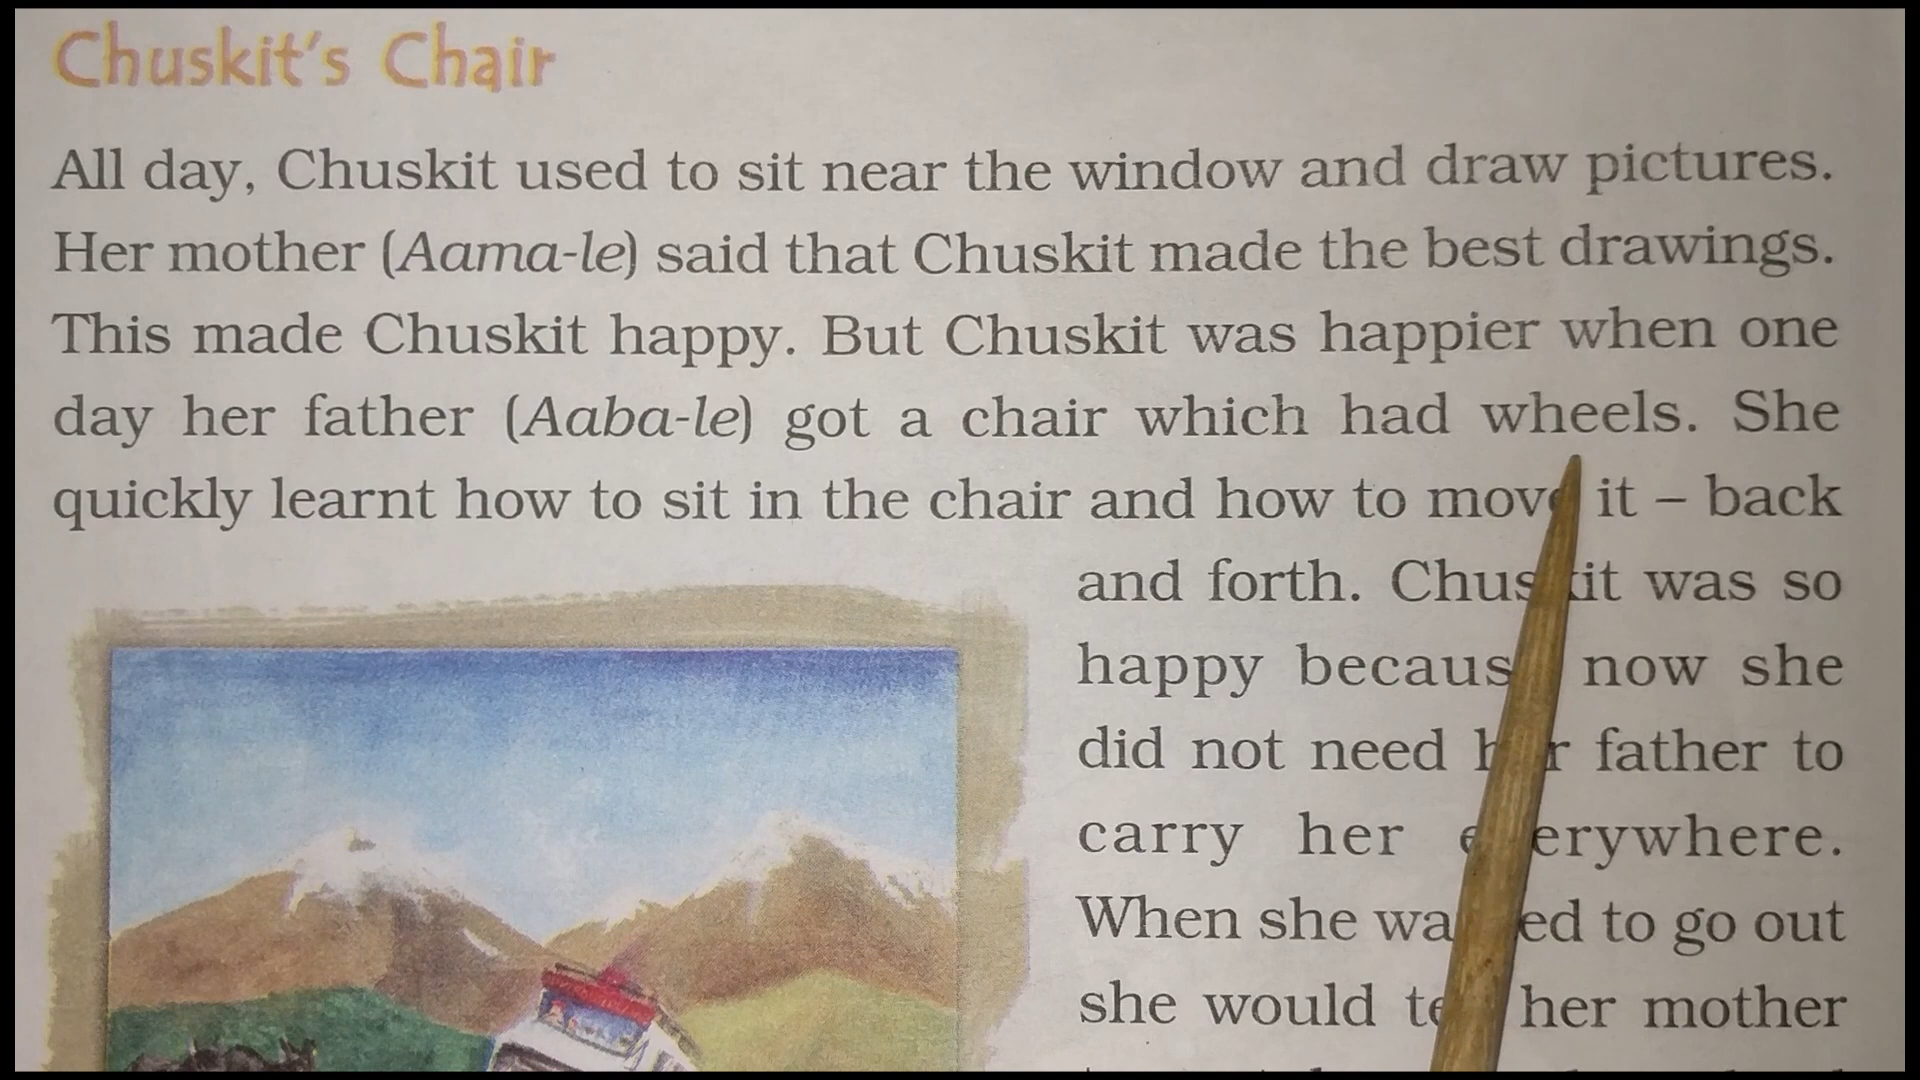 Chuskit's Chair
All day, Chuskit used to sit near the window and draw pictures.
Her mother (Aama-le) said that Chuskit made the best drawings.
This made Chuskit happy. But Chuskit was happier when one
day her father (Aaba-le) got a chair which had wheels. She
quickly learnt how to sit in the chair and how to move it – back
and forth. Chuskit was so
happy because now she
did not need her father to
carry her everywhere.
When she wanted to go out
she would tell her mother